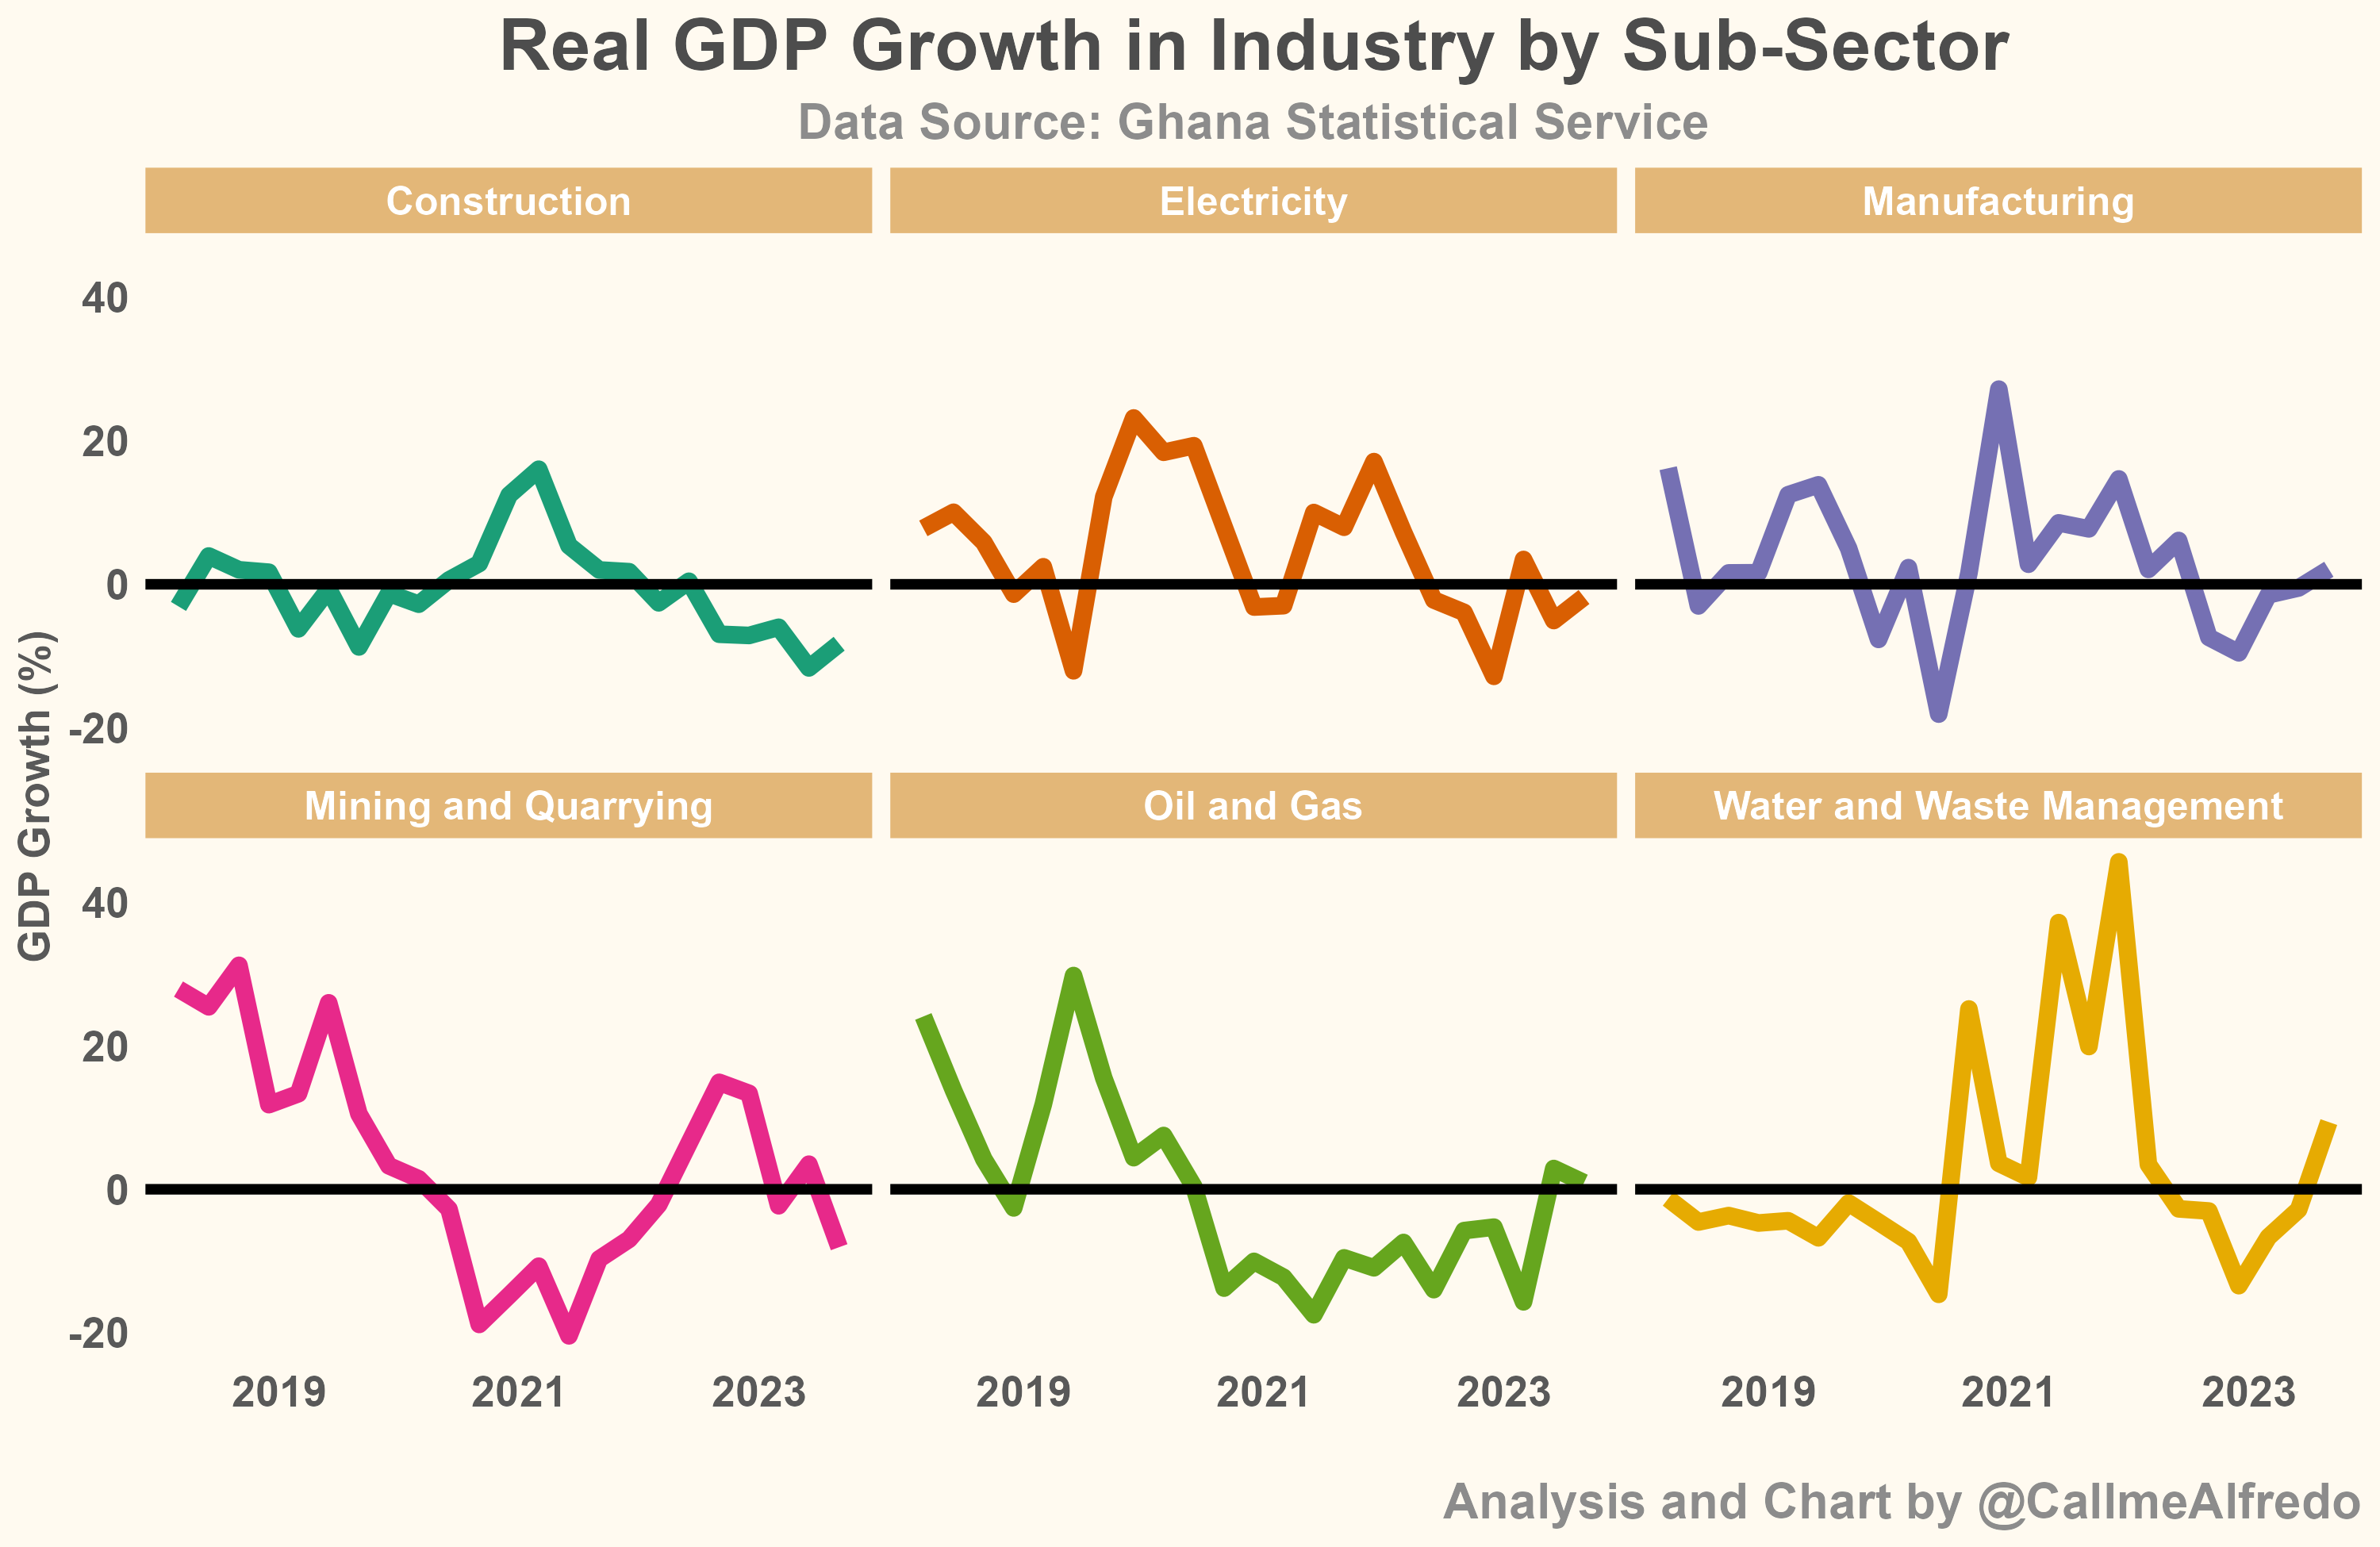 Real GDP Growth in Industry by Sub-Sector
Data Source: Ghana Statistical Service
Construction
Electricity
Manufacturing
40
20
0
-20
GDP Growth (%)
Mining and Quarrying
Oil and Gas
Water and Waste Management
40
20
0
-20
2019 2021 2023
2019 2021 2023
2019 2021 2023
Analysis and Chart by @CallmeAlfredo